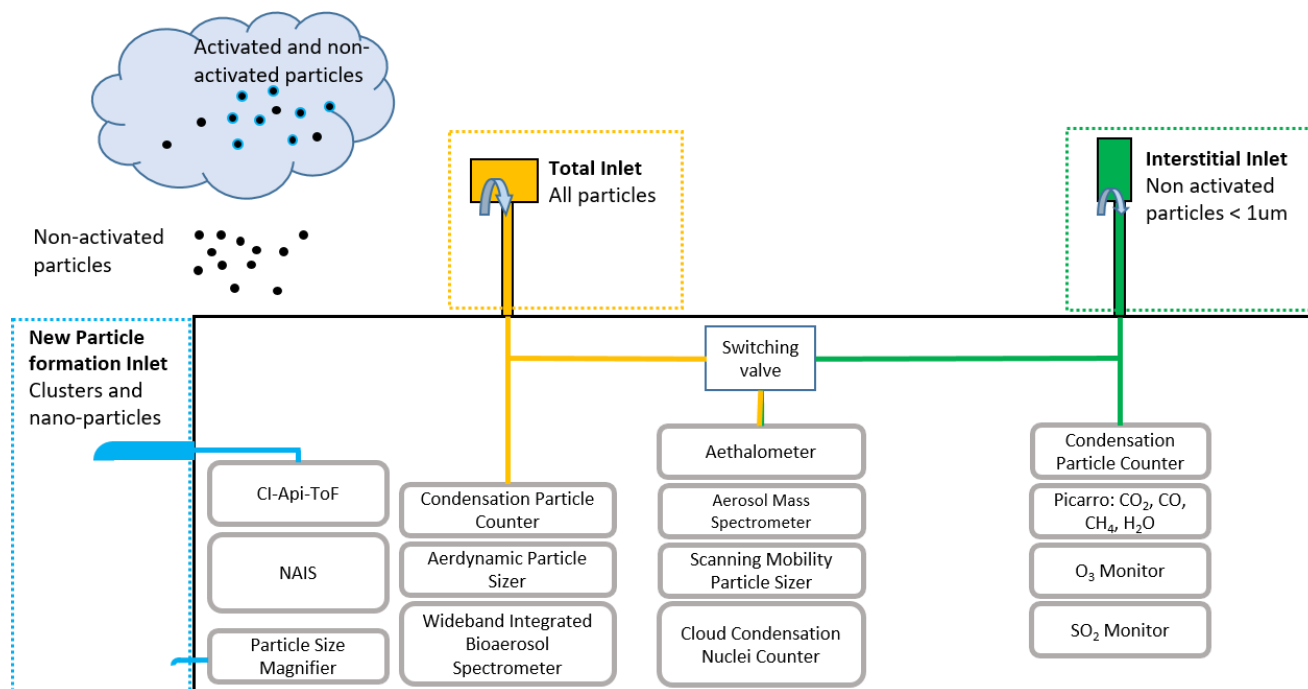 Activated and non-
activated particles
Non-activated
particles
Total Inlet
All particles
Interstitial Inlet
Non activated
particles < 1um
New Particle
formation Inlet
Clusters and
nano-particles
Switching
valve
CI-Api-ToF
NAIS
Particle Size
Magnifier
Condensation Particle
Counter
Aerdynamic Particle
Sizer
Wideband Integrated
Bioaerosol
Spectrometer
Aethalometer
Aerosol Mass
Spectrometer
Scanning Mobility
Particle Sizer
Cloud Condensation
Nuclei Counter
Condensation
Particle Counter
Picarro: CO₂, CO,
CH₄, H₂O
O₃ Monitor
SO₂ Monitor